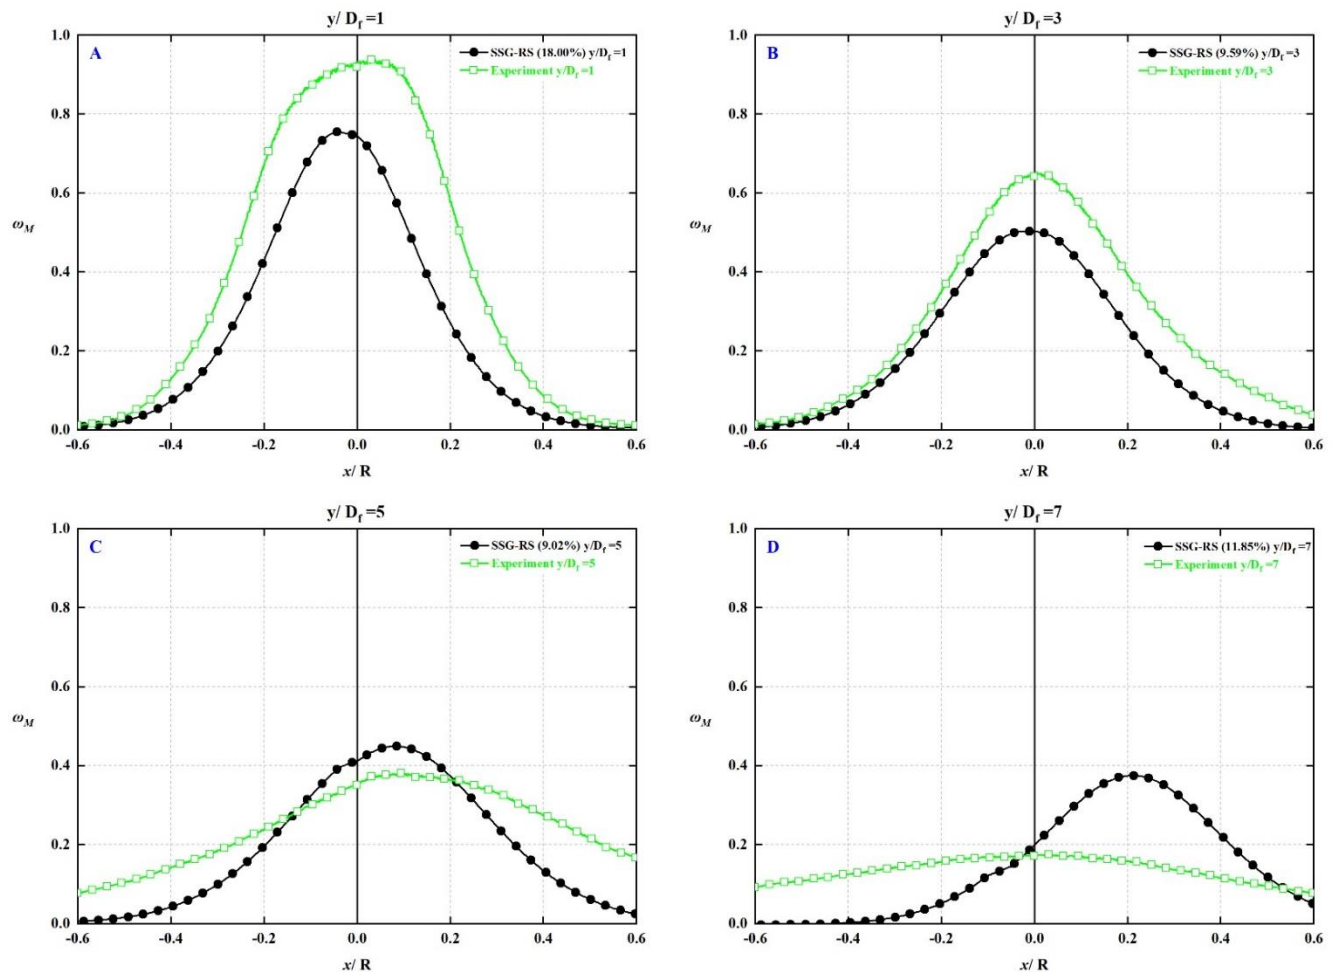 y/ D_f =1
A
SSG-RS (18.00%) y/D_f =1
Experiment y/D_f =1
1.0
0.8
0.6
0.4
0.2
0.0
ω_M
-0.6 -0.4 -0.2 0.0 0.2 0.4 0.6
x/ R
y/ D_f =3
B
SSG-RS (9.59%) y/D_f =3
Experiment y/D_f =3
1.0
0.8
0.6
0.4
0.2
0.0
ω_M
-0.6 -0.4 -0.2 0.0 0.2 0.4 0.6
x/ R
y/ D_f =5
C
SSG-RS (9.02%) y/D_f =5
Experiment y/D_f =5
1.0
0.8
0.6
0.4
0.2
0.0
ω_M
-0.6 -0.4 -0.2 0.0 0.2 0.4 0.6
x/ R
y/ D_f =7
D
SSG-RS (11.85%) y/D_f =7
Experiment y/D_f =7
1.0
0.8
0.6
0.4
0.2
0.0
ω_M
-0.6 -0.4 -0.2 0.0 0.2 0.4 0.6
x/ R